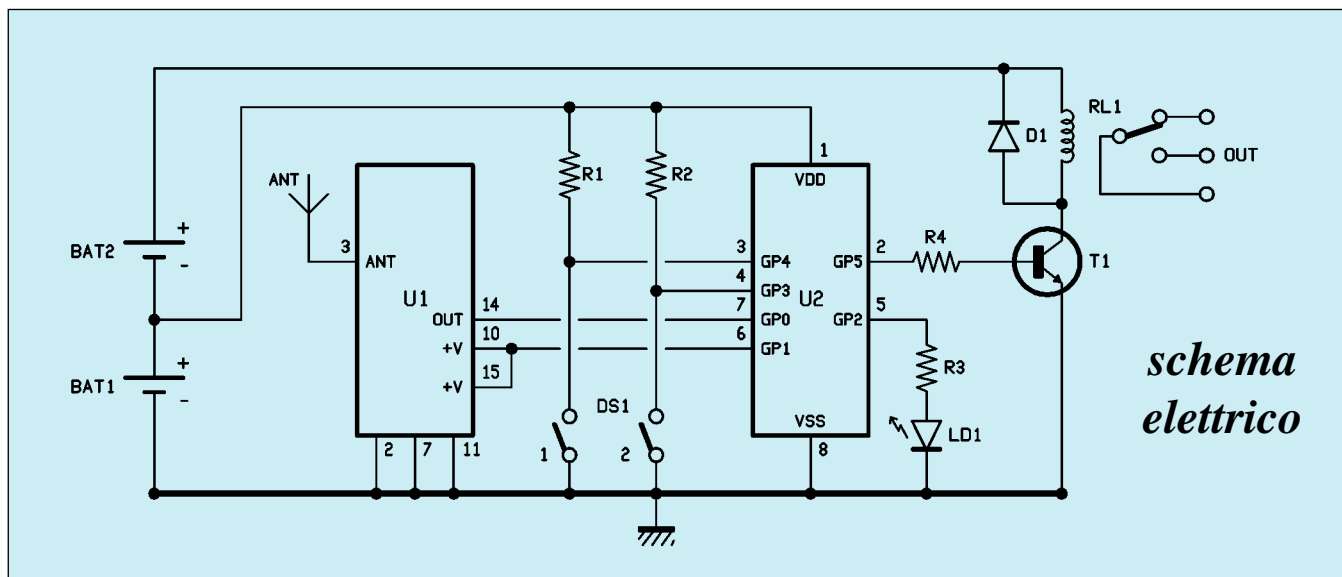 RL1
D1
OUT
1
VDD
R1
R2
ANT
3
ANT
U1
14
OUT
10
+V
15
+V
2
7
11
BAT2
+
-
BAT1
+
-
3
GP4
4
GP3
7
GP0
6
GP1
U2
2
GP5
5
GP2
VSS
8
R4
T1
R3
LD1
DS1
1
2
schema
elettrico